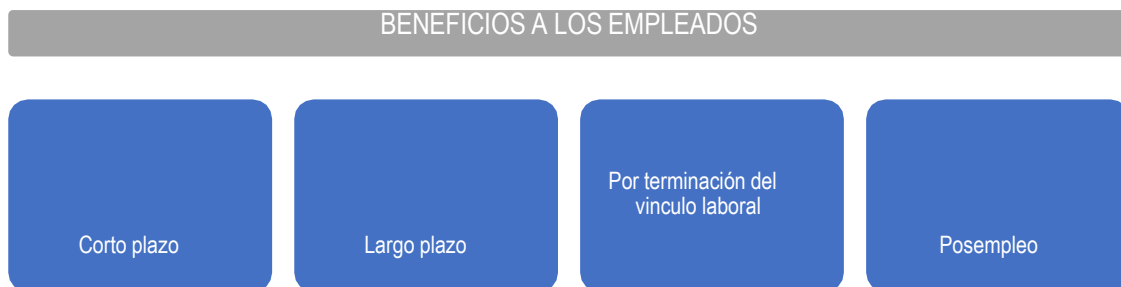 BENEFICIOS A LOS EMPLEADOS
Por terminación del
vinculo laboral
Corto plazo
Largo plazo
Posempleo